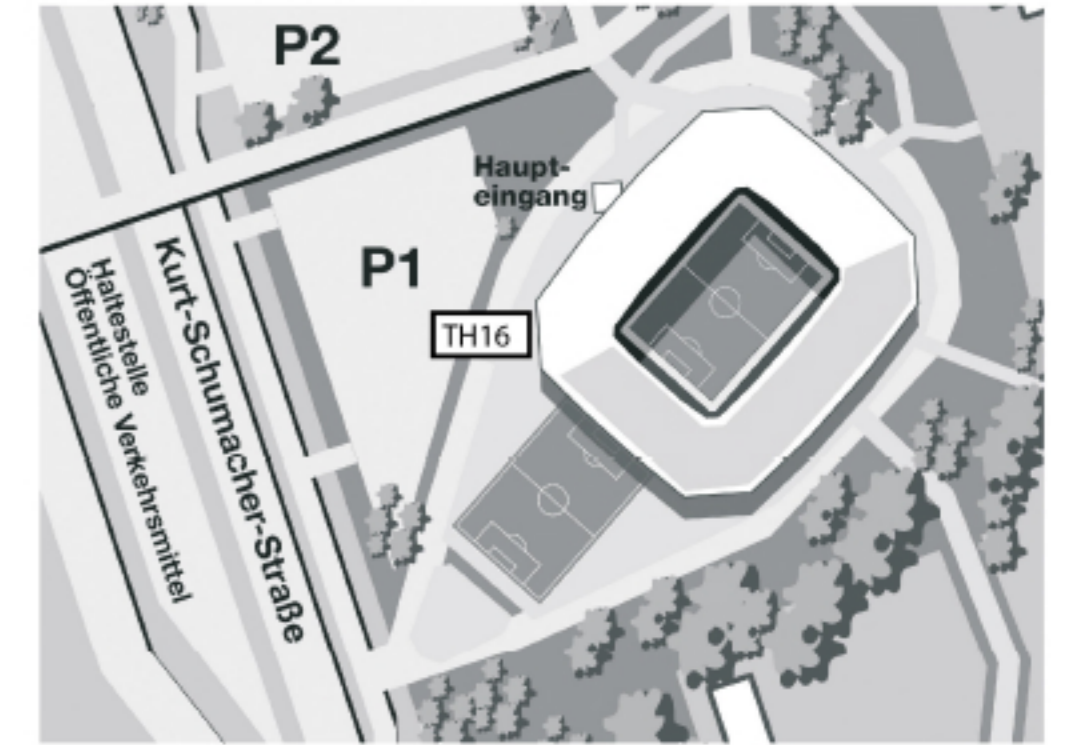 P2
Haupt-
eingang
P1
TH16
Kurt-Schumacher-Straße
Haltestelle
Öffentliche Verkehrsmittel